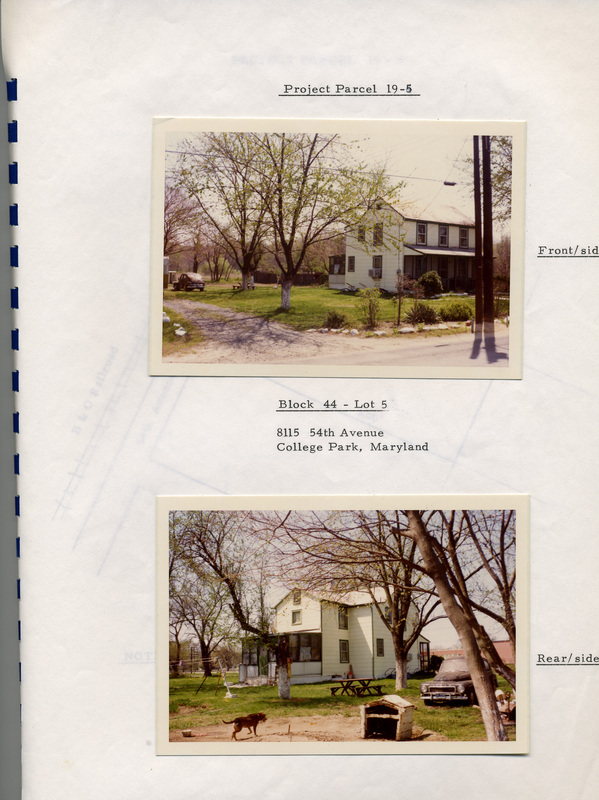 Project Parcel 19-5
Front/sid
Block 44 - Lot 5
8115 54th Avenue
College Park, Maryland
Rear/side